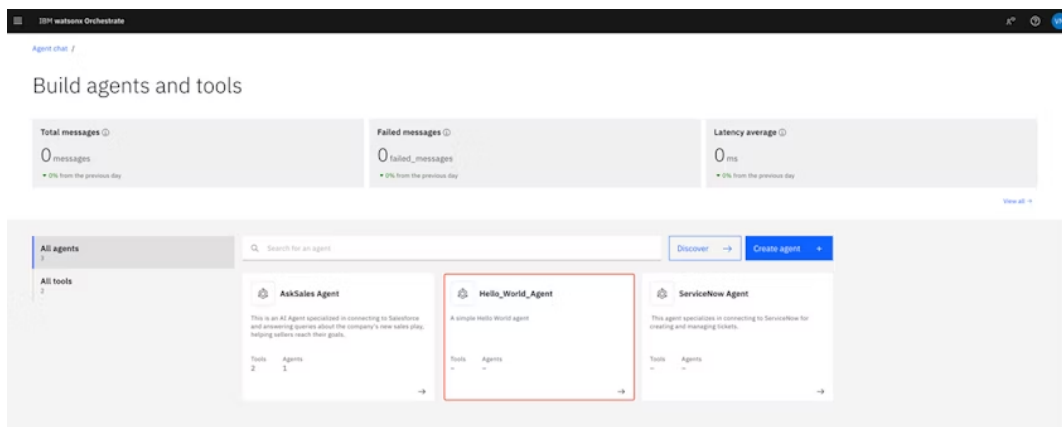 IBM watsonx Orchestrate
Agent chat /
Build agents and tools
Total messages
0 messages
0% from the previous day
Failed messages
0 failed_messages
0% from the previous day
Latency average
0 ms
0% from the previous day
View all →
All agents
3
All tools
2
Search for an agent
Discover →
Create agent +
AskSales Agent
This is an AI Agent specialized in connecting to Salesforce
and answering queries about the company's new sales play,
helping sellers reach their goals.
Tools Agents
2 1
Hello_World_Agent
A simple Hello World agent
Tools Agents
– –
ServiceNow Agent
This agent specializes in connecting to ServiceNow for
creating and managing tickets.
Tools Agents
– –